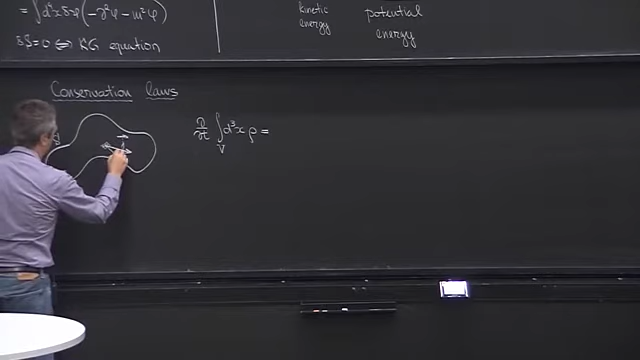 = ∫d⁴x δφ(-∂²φ - m²φ)
δS=0 ⟺ KG equation
kinetic energy
potential energy
Conservation laws
∂/∂t ∫_V d³x ρ =